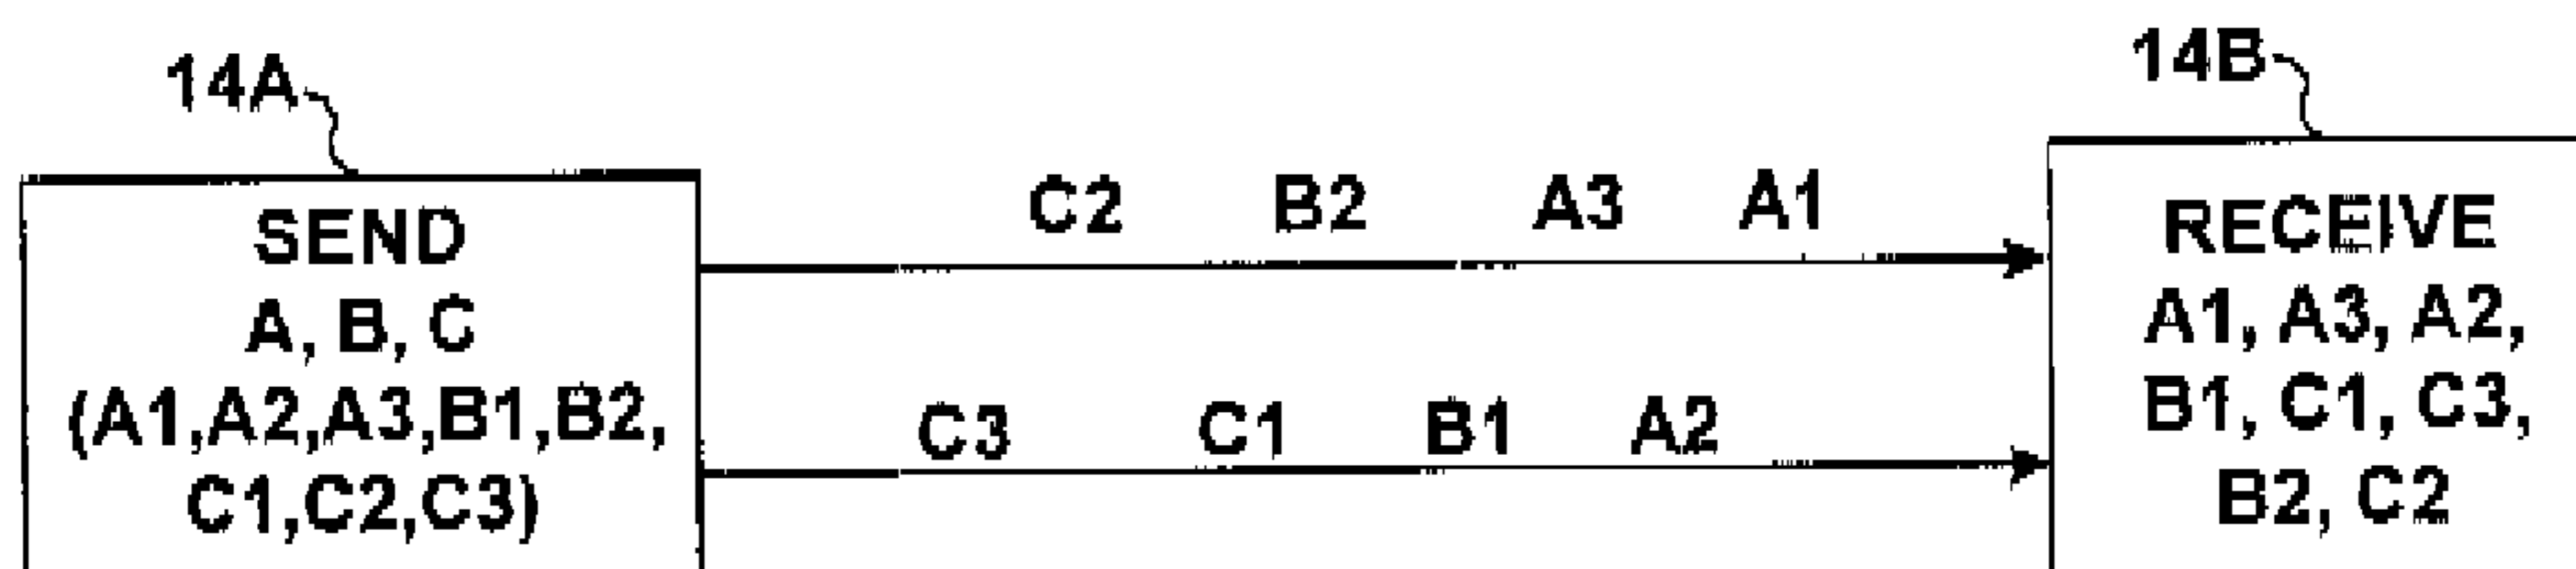 14A
14B
SEND
A, B, C
(A1,A2,A3,B1,B2,
C1,C2,C3)
C2 B2 A3 A1
C3 C1 B1 A2
RECEIVE
A1, A3, A2,
B1, C1, C3,
B2, C2